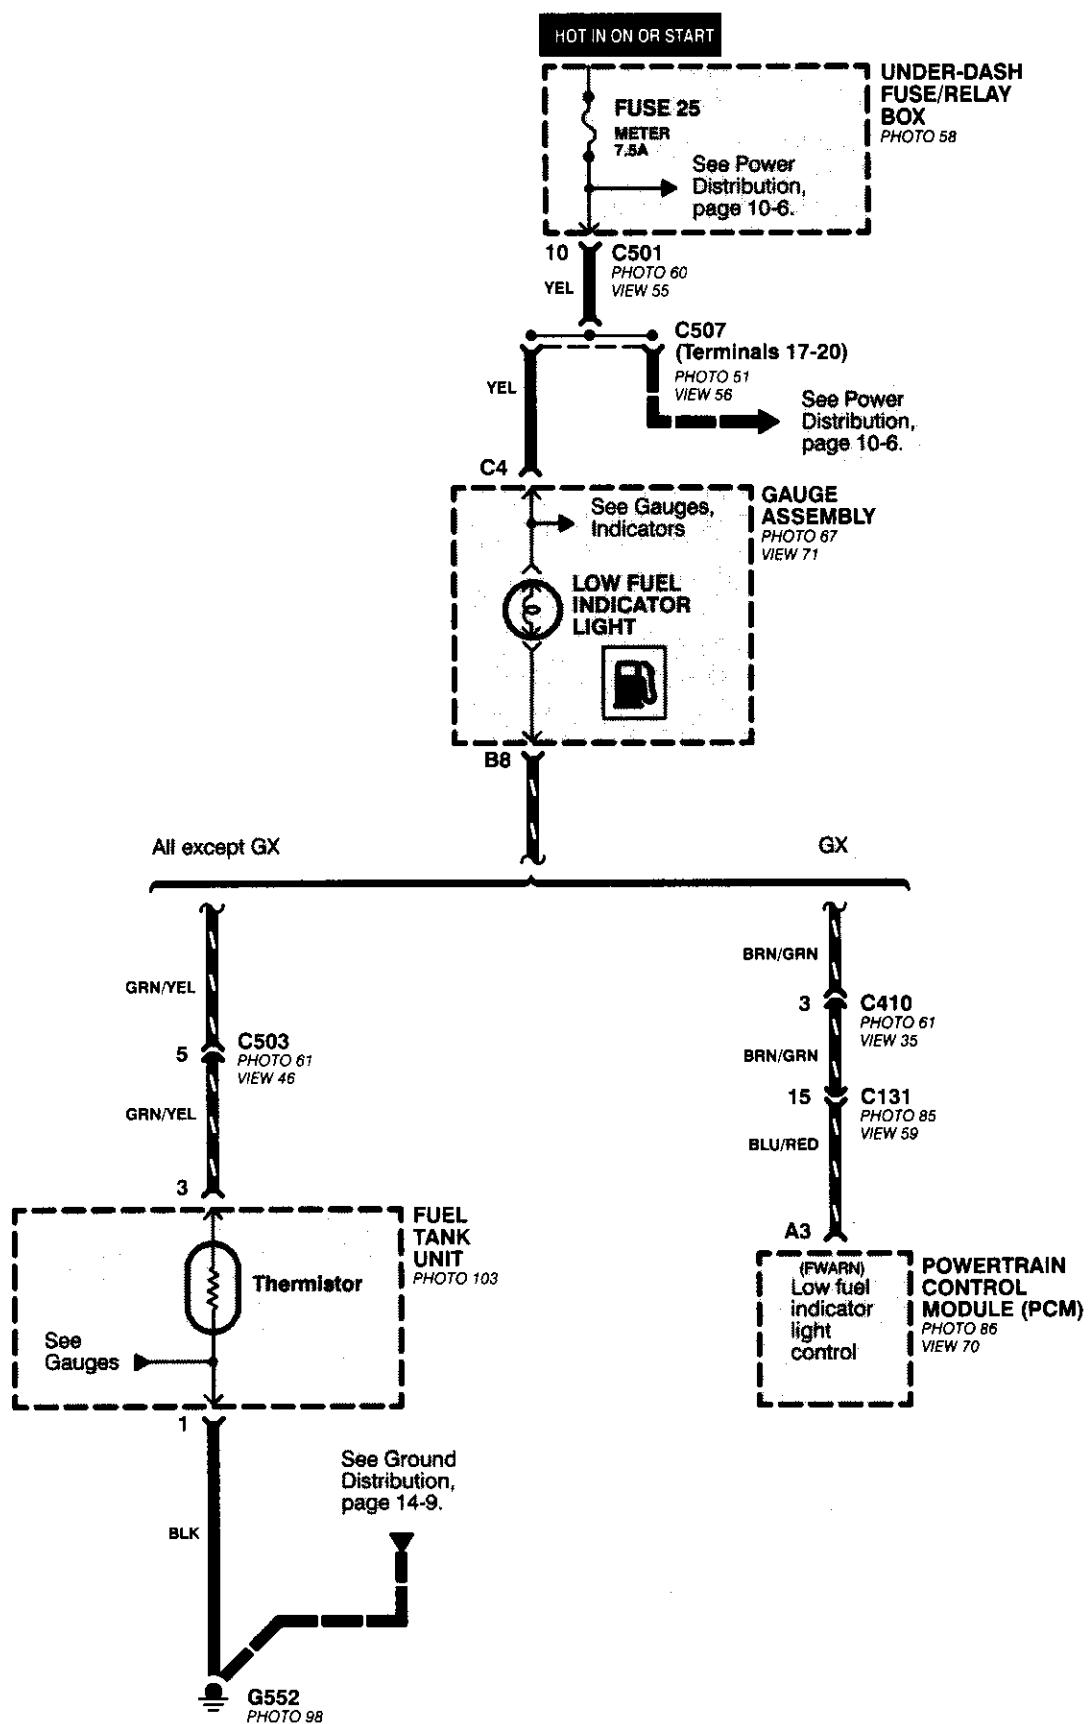 HOT IN ON OR START
UNDER-DASH
FUSE/RELAY
BOX
PHOTO 58
FUSE 25
METER
7.5A
See Power
Distribution,
page 10-6.
10
C501
PHOTO 60
VIEW 55
YEL
C507
(Terminals 17-20)
PHOTO 51
VIEW 56
YEL
See Power
Distribution,
page 10-6.
C4
GAUGE
ASSEMBLY
PHOTO 67
VIEW 71
See Gauges,
Indicators
LOW FUEL
INDICATOR
LIGHT
B8
All except GX
GX
GRN/YEL
5
C503
PHOTO 61
VIEW 46
GRN/YEL
3
FUEL
TANK
UNIT
PHOTO 103
Thermistor
See
Gauges
1
BLK
See Ground
Distribution,
page 14-9.
G552
PHOTO 98
BRN/GRN
3
C410
PHOTO 61
VIEW 35
BRN/GRN
15
C131
PHOTO 85
VIEW 59
BLU/RED
A3
(FWARN)
Low fuel
indicator
light
control
POWERTRAIN
CONTROL
MODULE (PCM)
PHOTO 86
VIEW 70